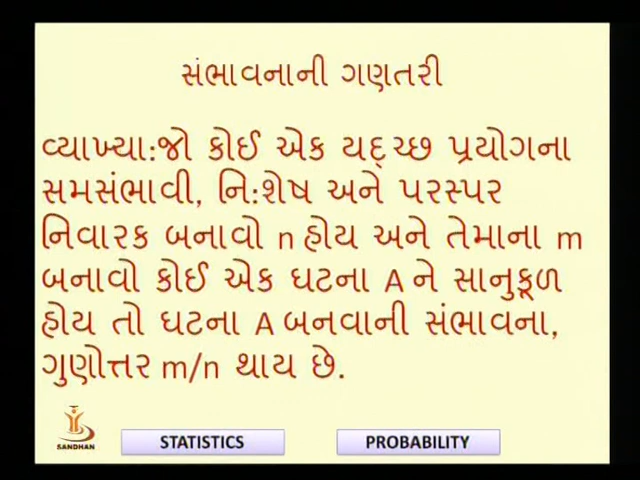 સંભાવનાની ગણતરી
વ્યાખ્યા:જો કોઈ એક યદ્ચ્છ પ્રયોગના
સમસંભાવી, નિ:શેષ અને પરસ્પર
નિવારક બનાવો n હોય અને તેમાના m
બનાવો કોઈ એક ઘટના A ને સાનુકૂળ
હોય તો ઘટના A બનવાની સંભાવના,
ગુણોત્તર m/n થાય છે.
SANDHAN
STATISTICS
PROBABILITY